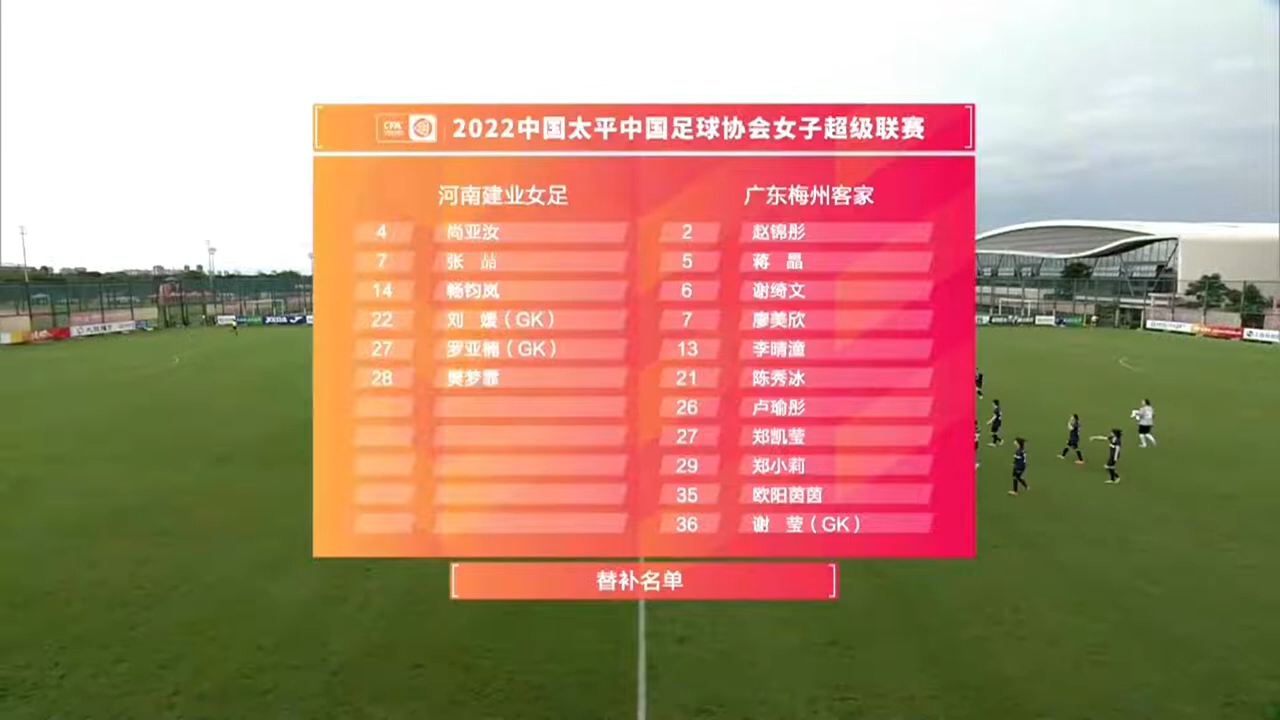 2022中国太平中国足球协会女子超级联赛
河南建业女足
4 尚亚汝
7 张 喆
14 畅钧岚
22 刘 媛（GK）
27 罗亚楠（GK）
28 樊梦霏
广东梅州客家
2 赵锦彤
5 蒋 晶
6 谢绮文
7 廖美欣
13 李晴潼
21 陈秀冰
26 卢瑜彤
27 郑凯莹
29 郑小莉
35 欧阳茵茵
36 谢 莹（GK）
替补名单